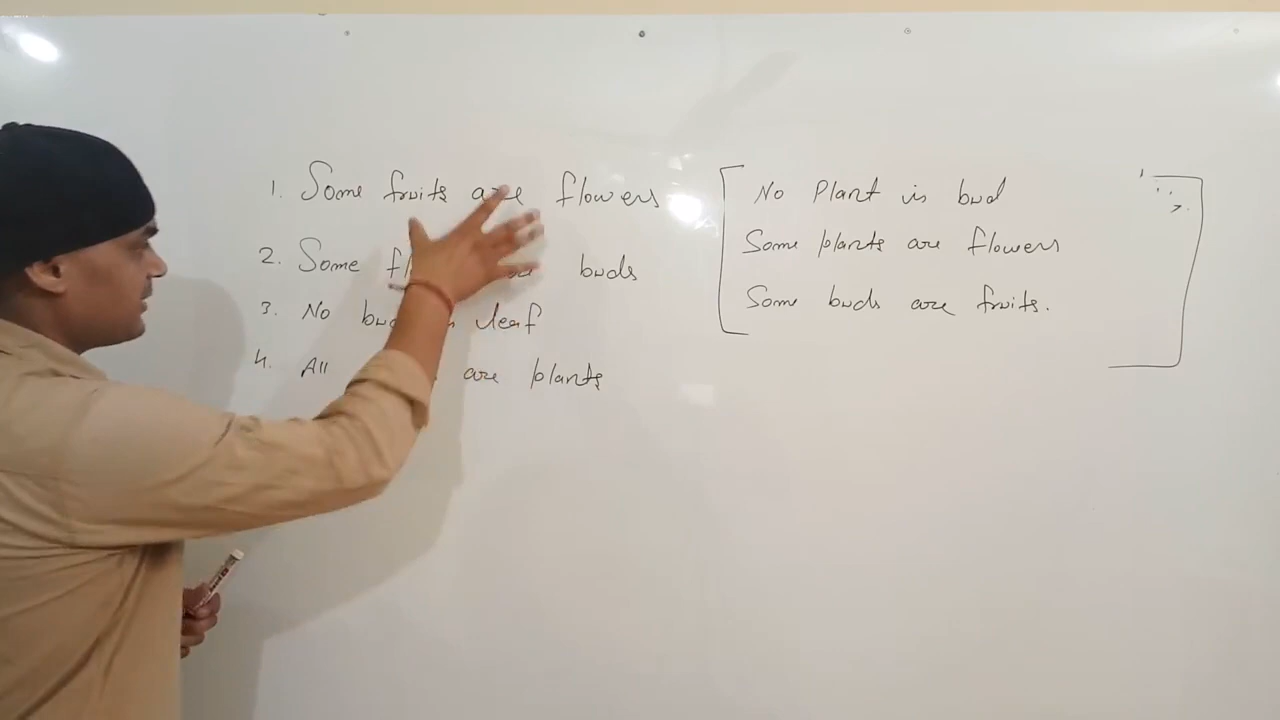 1. Some fruits are flowers
2. Some buds
3. No leaf
4. All are plants
No Plant is bud
Some plants are flowers
Some buds are fruits.